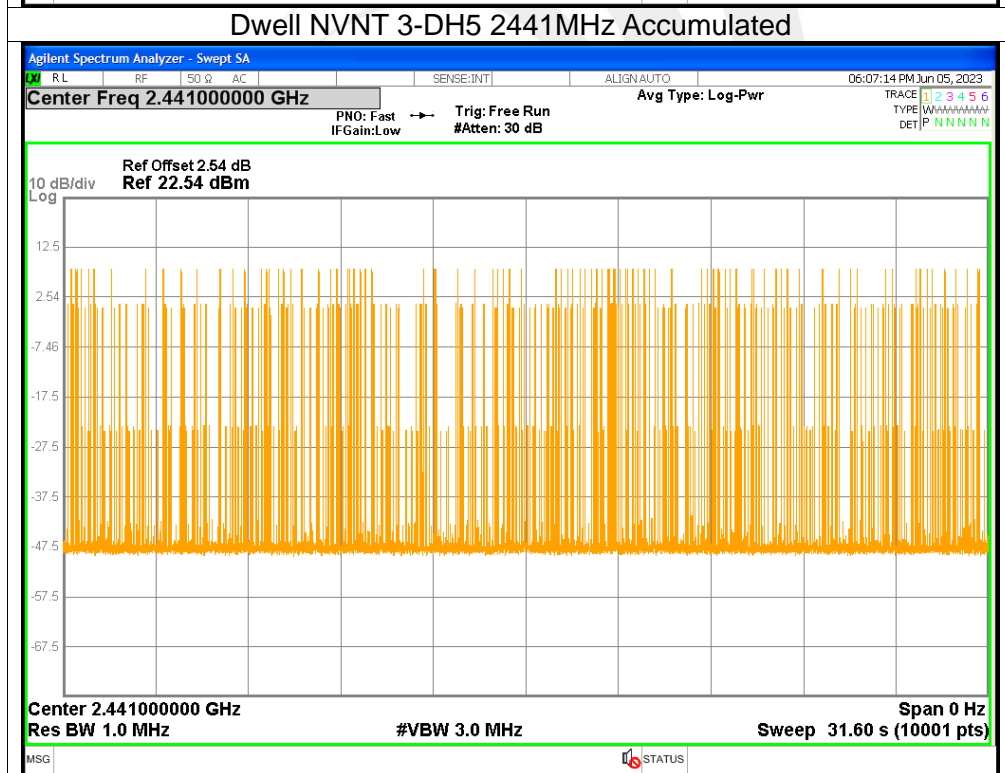 Dwell NVNT 3-DH5 2441MHz Accumulated
Agilent Spectrum Analyzer - Swept SA
LXI RL RF 50 Ω AC SENSE:INT ALIGN AUTO 06:07:14 PM Jun 05, 2023
Center Freq 2.441000000 GHz Avg Type: Log-Pwr TRACE 1 2 3 4 5 6
PNO: Fast Trig: Free Run TYPE WWWWWW
IFGain:Low #Atten: 30 dB DET P N N N N N
Ref Offset 2.54 dB
10 dB/div Ref 22.54 dBm
Log
12.5
2.54
-7.46
-17.5
-27.5
-37.5
-47.5
-57.5
-67.5
Center 2.441000000 GHz Span 0 Hz
Res BW 1.0 MHz #VBW 3.0 MHz Sweep 31.60 s (10001 pts)
MSG STATUS